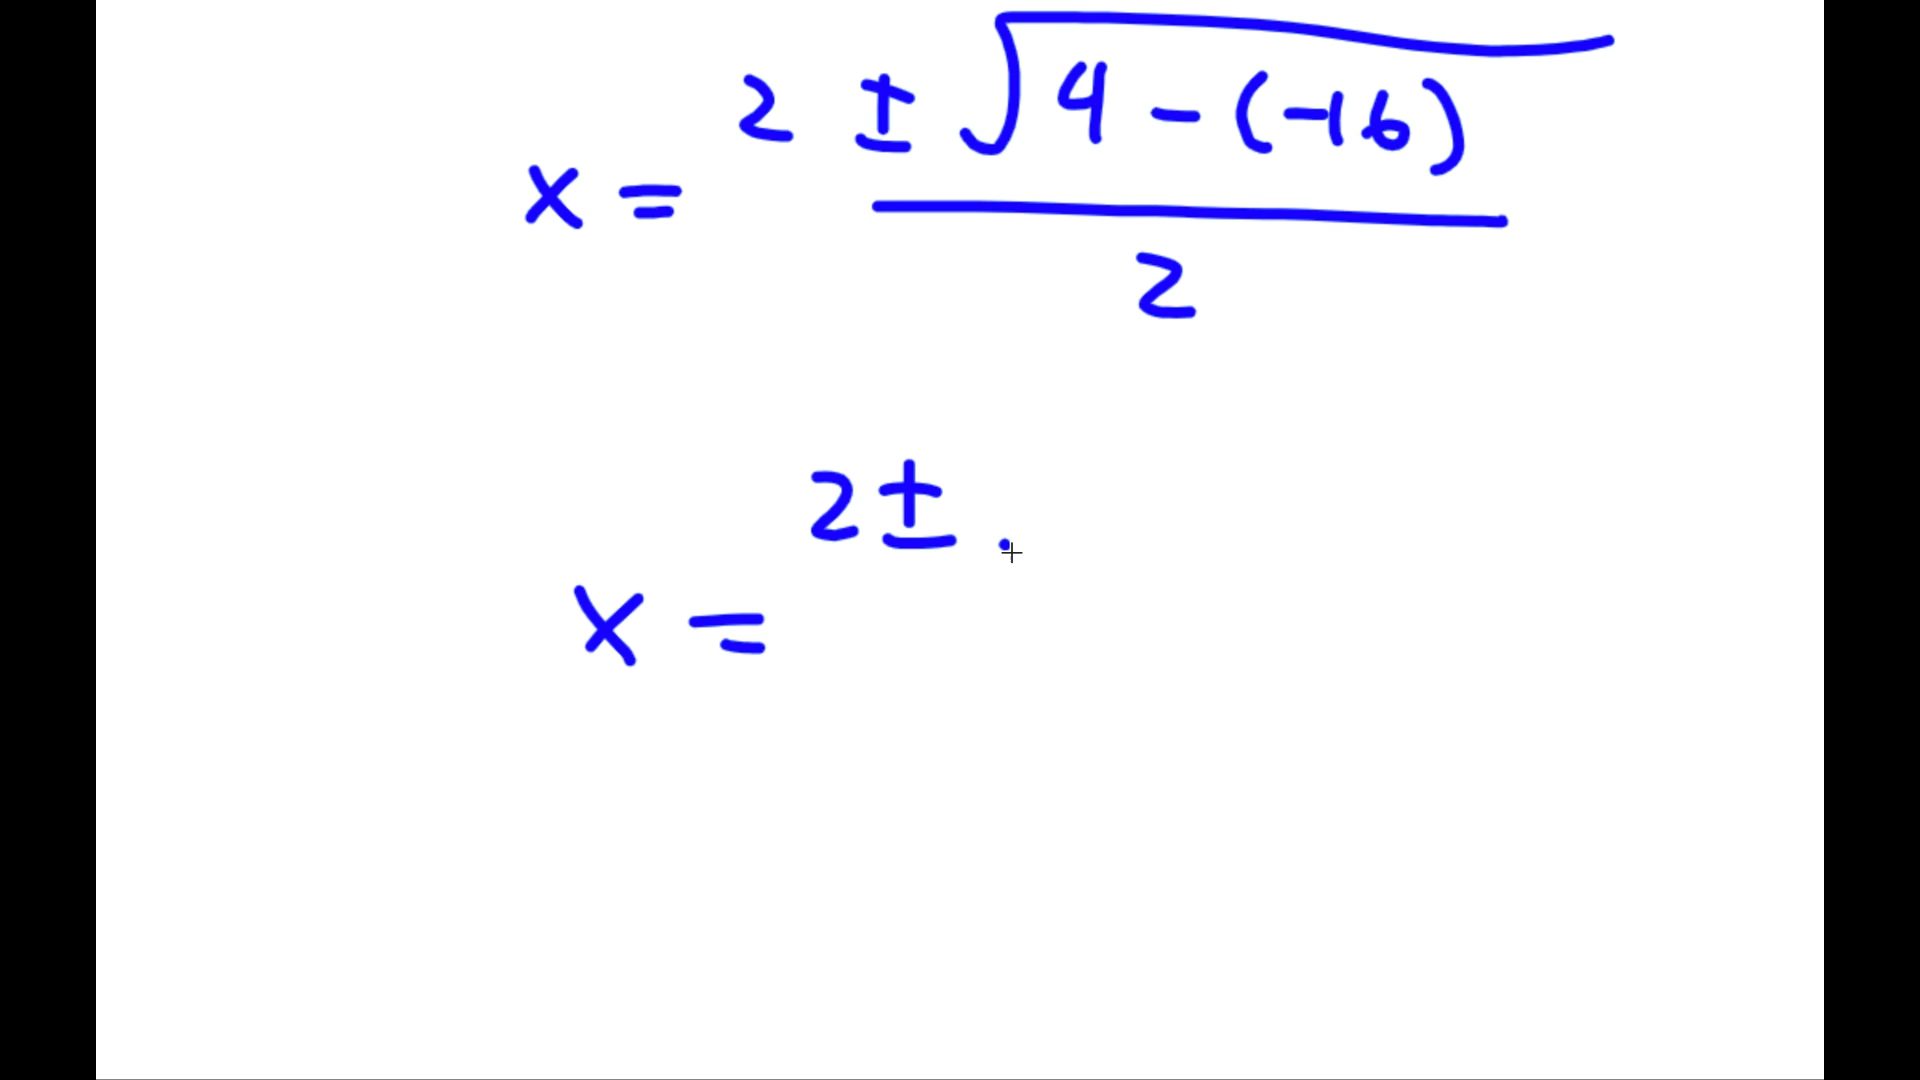 x = 2 ± √4 - (-16)
2
2 ± .
x =